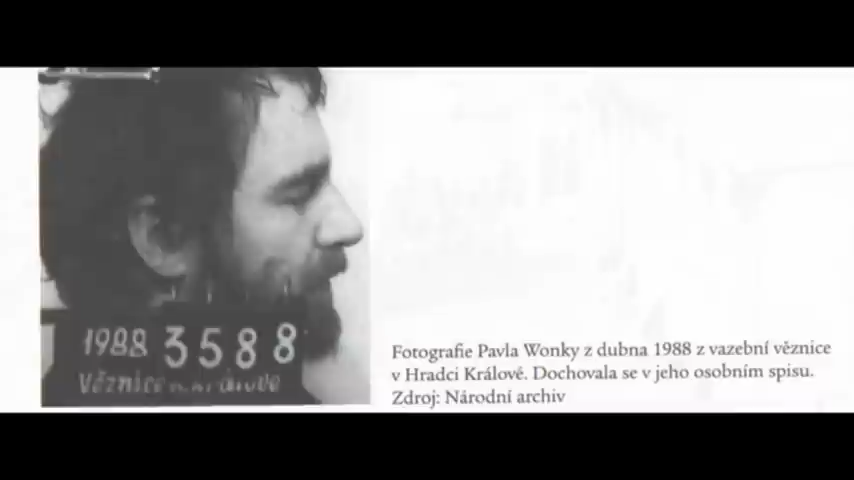 1988 3588
Věznice
Fotografie Pavla Wonky z dubna 1988 z vazební věznice
v Hradci Králové. Dochovala se v jeho osobním spisu.
Zdroj: Národní archiv